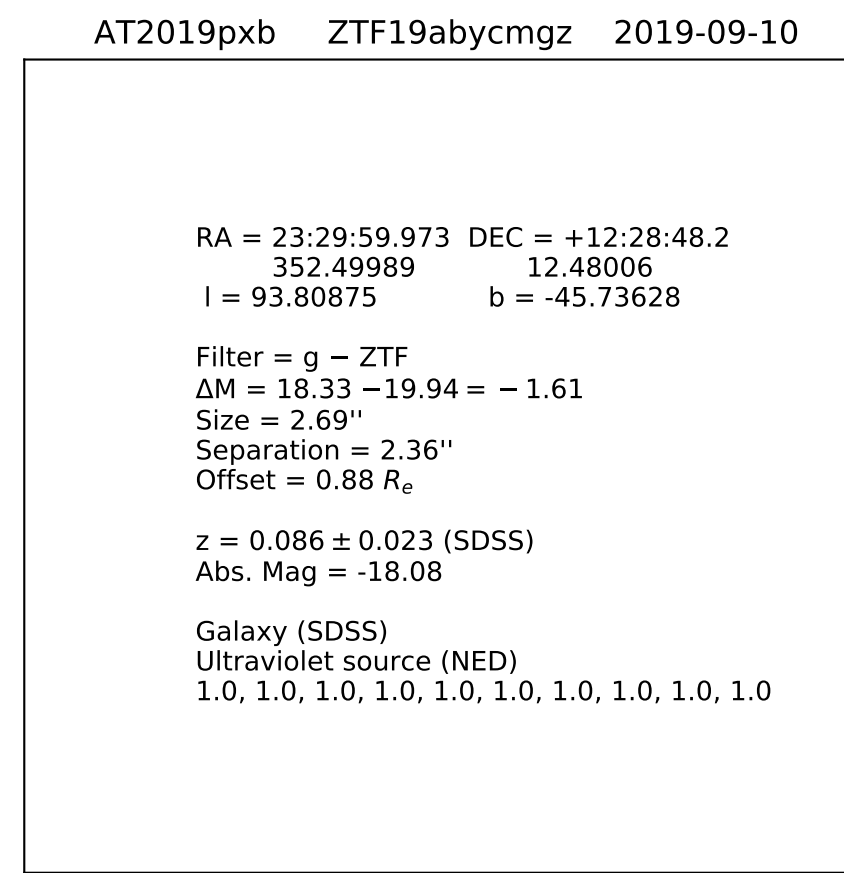 AT2019pxb ZTF19abycmgz 2019-09-10
RA = 23:29:59.973 DEC = +12:28:48.2
352.49989 12.48006
l = 93.80875 b = -45.73628
Filter = g − ZTF
ΔM = 18.33 −19.94 = − 1.61
Size = 2.69''
Separation = 2.36''
Offset = 0.88 Rₑ
z = 0.086 ± 0.023 (SDSS)
Abs. Mag = -18.08
Galaxy (SDSS)
Ultraviolet source (NED)
1.0, 1.0, 1.0, 1.0, 1.0, 1.0, 1.0, 1.0, 1.0, 1.0